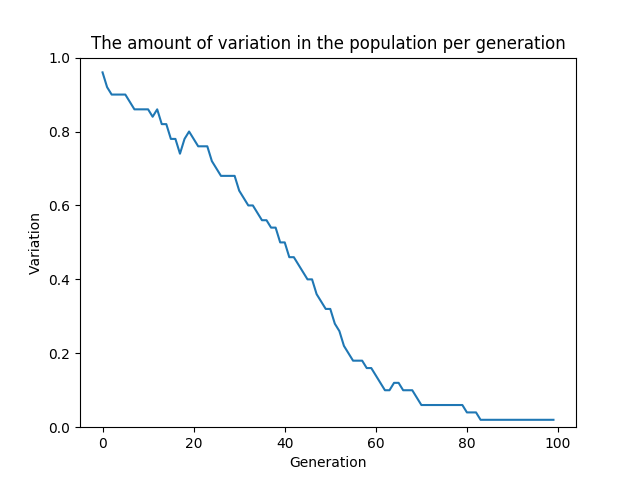 The amount of variation in the population per generation
1.0
0.8
0.6
0.4
0.2
0.0
Variation
0 20 40 60 80 100
Generation